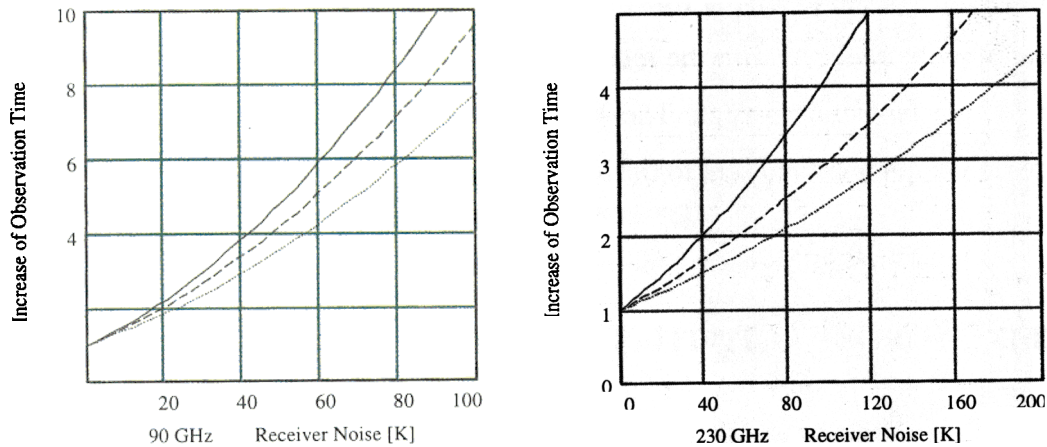 Increase of Observation Time
10
8
6
4
20 40 60 80 100
90 GHz Receiver Noise [K]
Increase of Observation Time
4
3
2
1
0
0 40 80 120 160 200
230 GHz Receiver Noise [K]